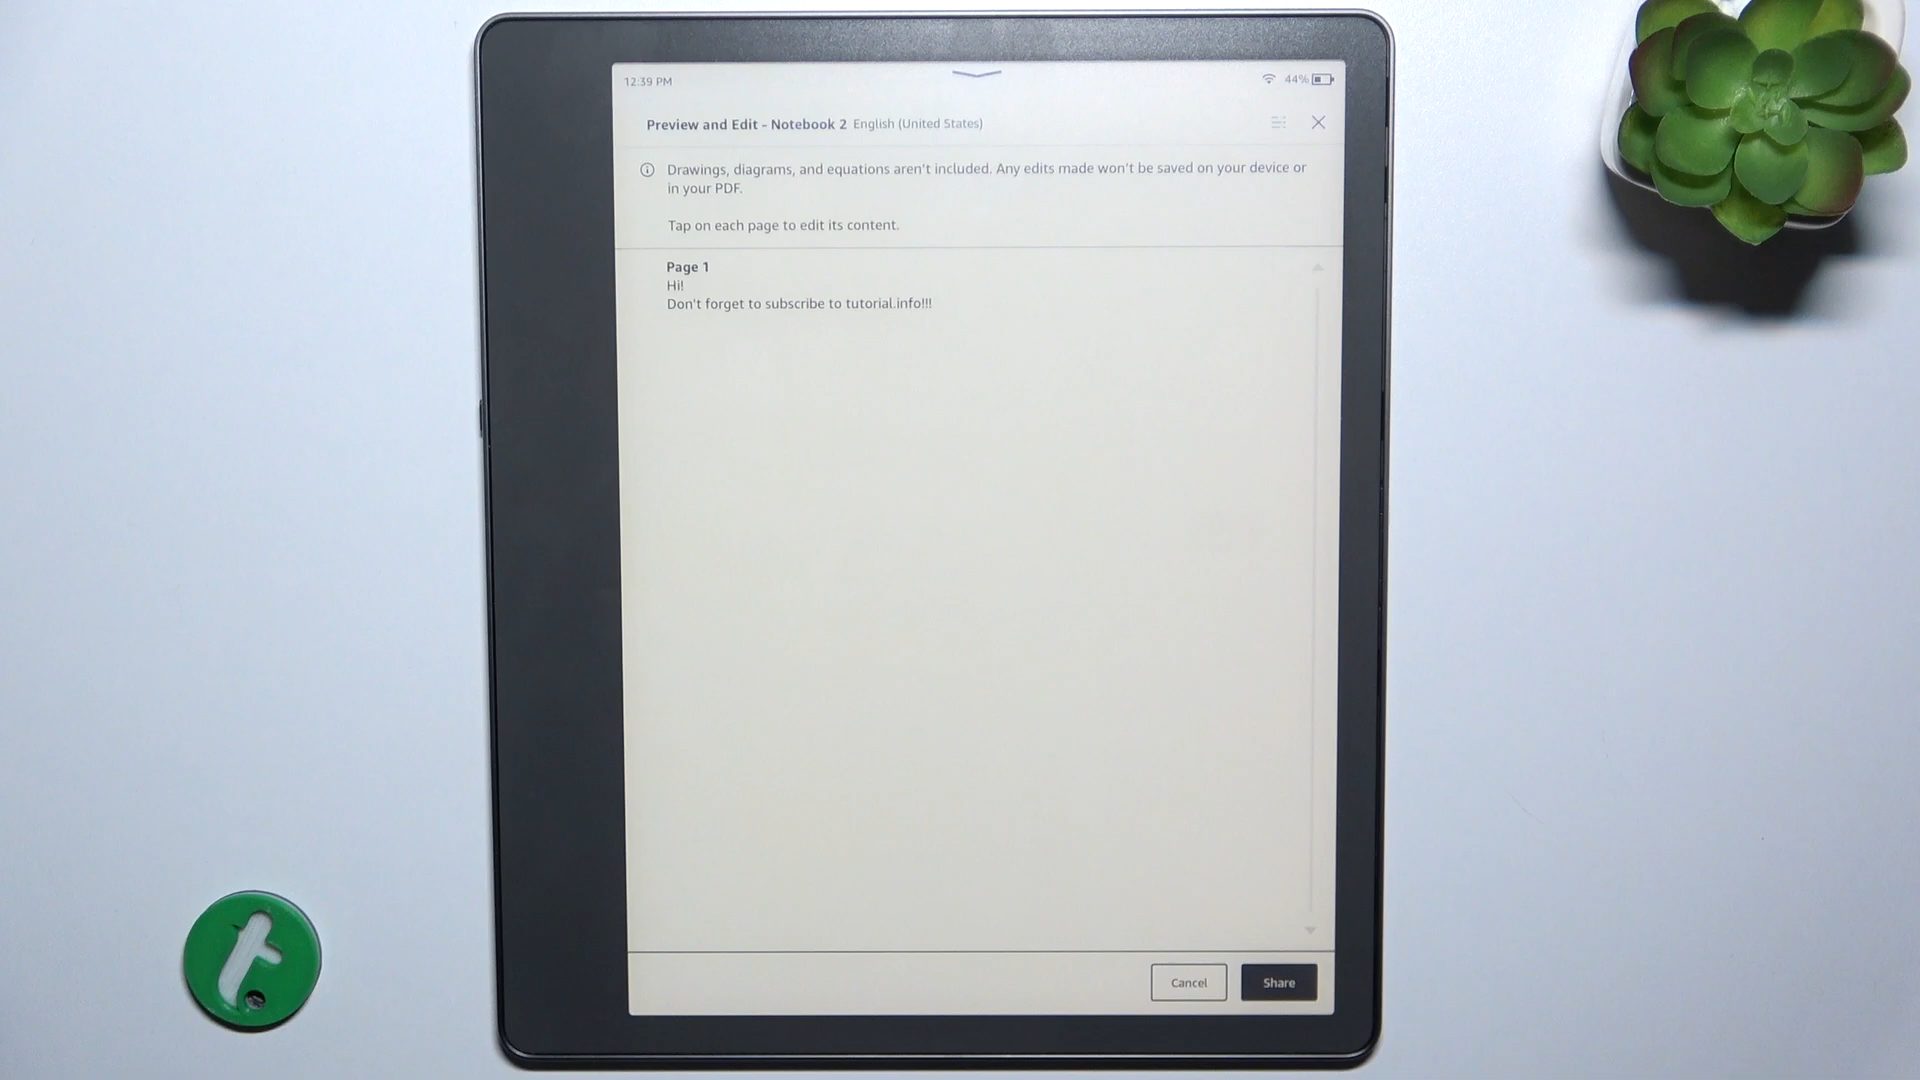 12:39 PM
44%
Preview and Edit - Notebook 2 English (United States)
Drawings, diagrams, and equations aren't included. Any edits made won't be saved on your device or
in your PDF.
Tap on each page to edit its content.
Page 1
Hi!
Don't forget to subscribe to tutorial.info!!!
Cancel
Share
t